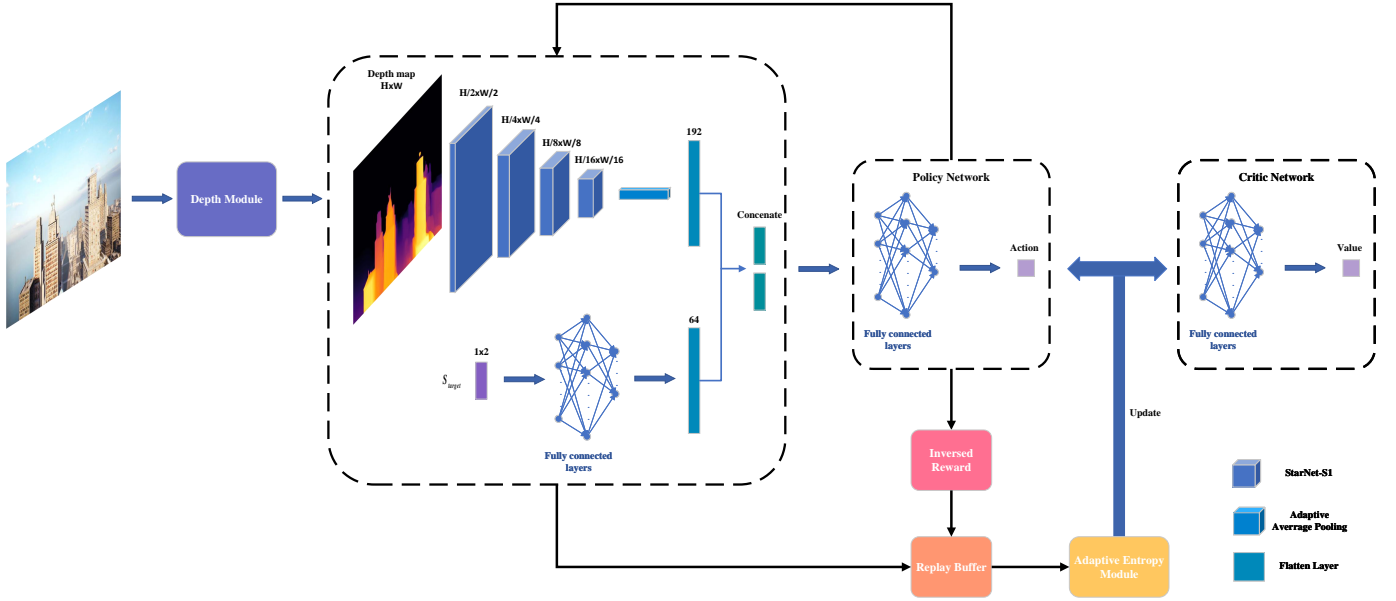 Depth Module
Depth map
HxW
H/2xW/2
H/4xW/4
H/8xW/8
H/16xW/16
192
Concenate
1x2
S_target
64
Fully connected
layers
Policy Network
Action
Fully connected
layers
Critic Network
Value
Fully connected
layers
Update
Inversed
Reward
Replay Buffer
Adaptive Entropy
Module
StarNet-S1
Adaptive
Average Pooling
Flatten Layer